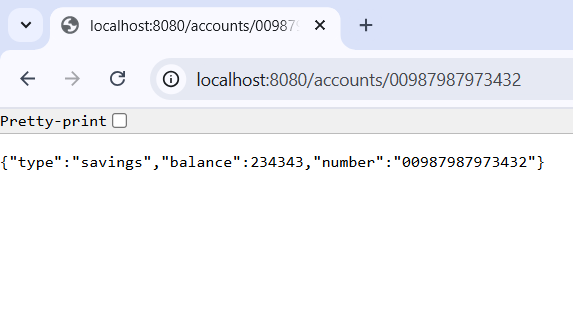 localhost:8080/accounts/00987
localhost:8080/accounts/00987987973432
Pretty-print
{"type":"savings","balance":234343,"number":"00987987973432"}